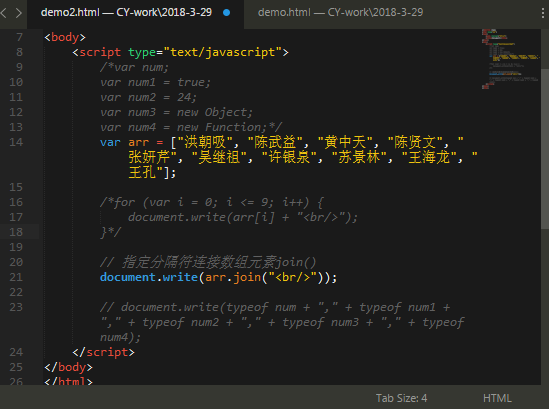 demo2.html — CY-work\2018-3-29
demo.html — CY-work\2018-3-29
7 <body>
8 <script type="text/javascript">
9 /*var num;
10 var num1 = true;
11 var num2 = 24;
12 var num3 = new Object;
13 var num4 = new Function;*/
14 var arr = ["洪朝吸", "陈武益", "黄中天", "陈贤文", "
张妍芹", "吴继祖", "许银泉", "苏景林", "王海龙", "
王孔"];
15
16 /*for (var i = 0; i <= 9; i++) {
17 document.write(arr[i] + "<br/>");
18 }*/
19
20 // 指定分隔符连接数组元素join()
21 document.write(arr.join("<br/>"));
22
23 // document.write(typeof num + "," + typeof num1 +
"," + typeof num2 + "," + typeof num3 + "," + typeof
num4);
24 </script>
25 </body>
26 </html>
Tab Size: 4 HTML